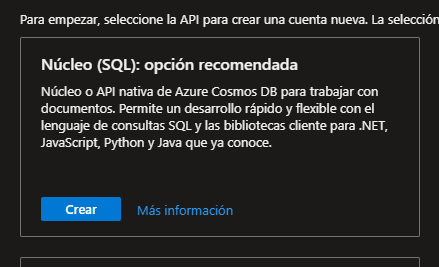 Para empezar, seleccione la API para crear una cuenta nueva. La selección
Núcleo (SQL): opción recomendada
Núcleo o API nativa de Azure Cosmos DB para trabajar con
documentos. Permite un desarrollo rápido y flexible con el
lenguaje de consultas SQL y las bibliotecas cliente para .NET,
JavaScript, Python y Java que ya conoce.
Crear
Más información